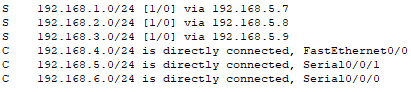 S 192.168.1.0/24 [1/0] via 192.168.5.7
S 192.168.2.0/24 [1/0] via 192.168.5.8
S 192.168.3.0/24 [1/0] via 192.168.5.9
C 192.168.4.0/24 is directly connected, FastEthernet0/0
C 192.168.5.0/24 is directly connected, Serial0/0/1
C 192.168.6.0/24 is directly connected, Serial0/0/0